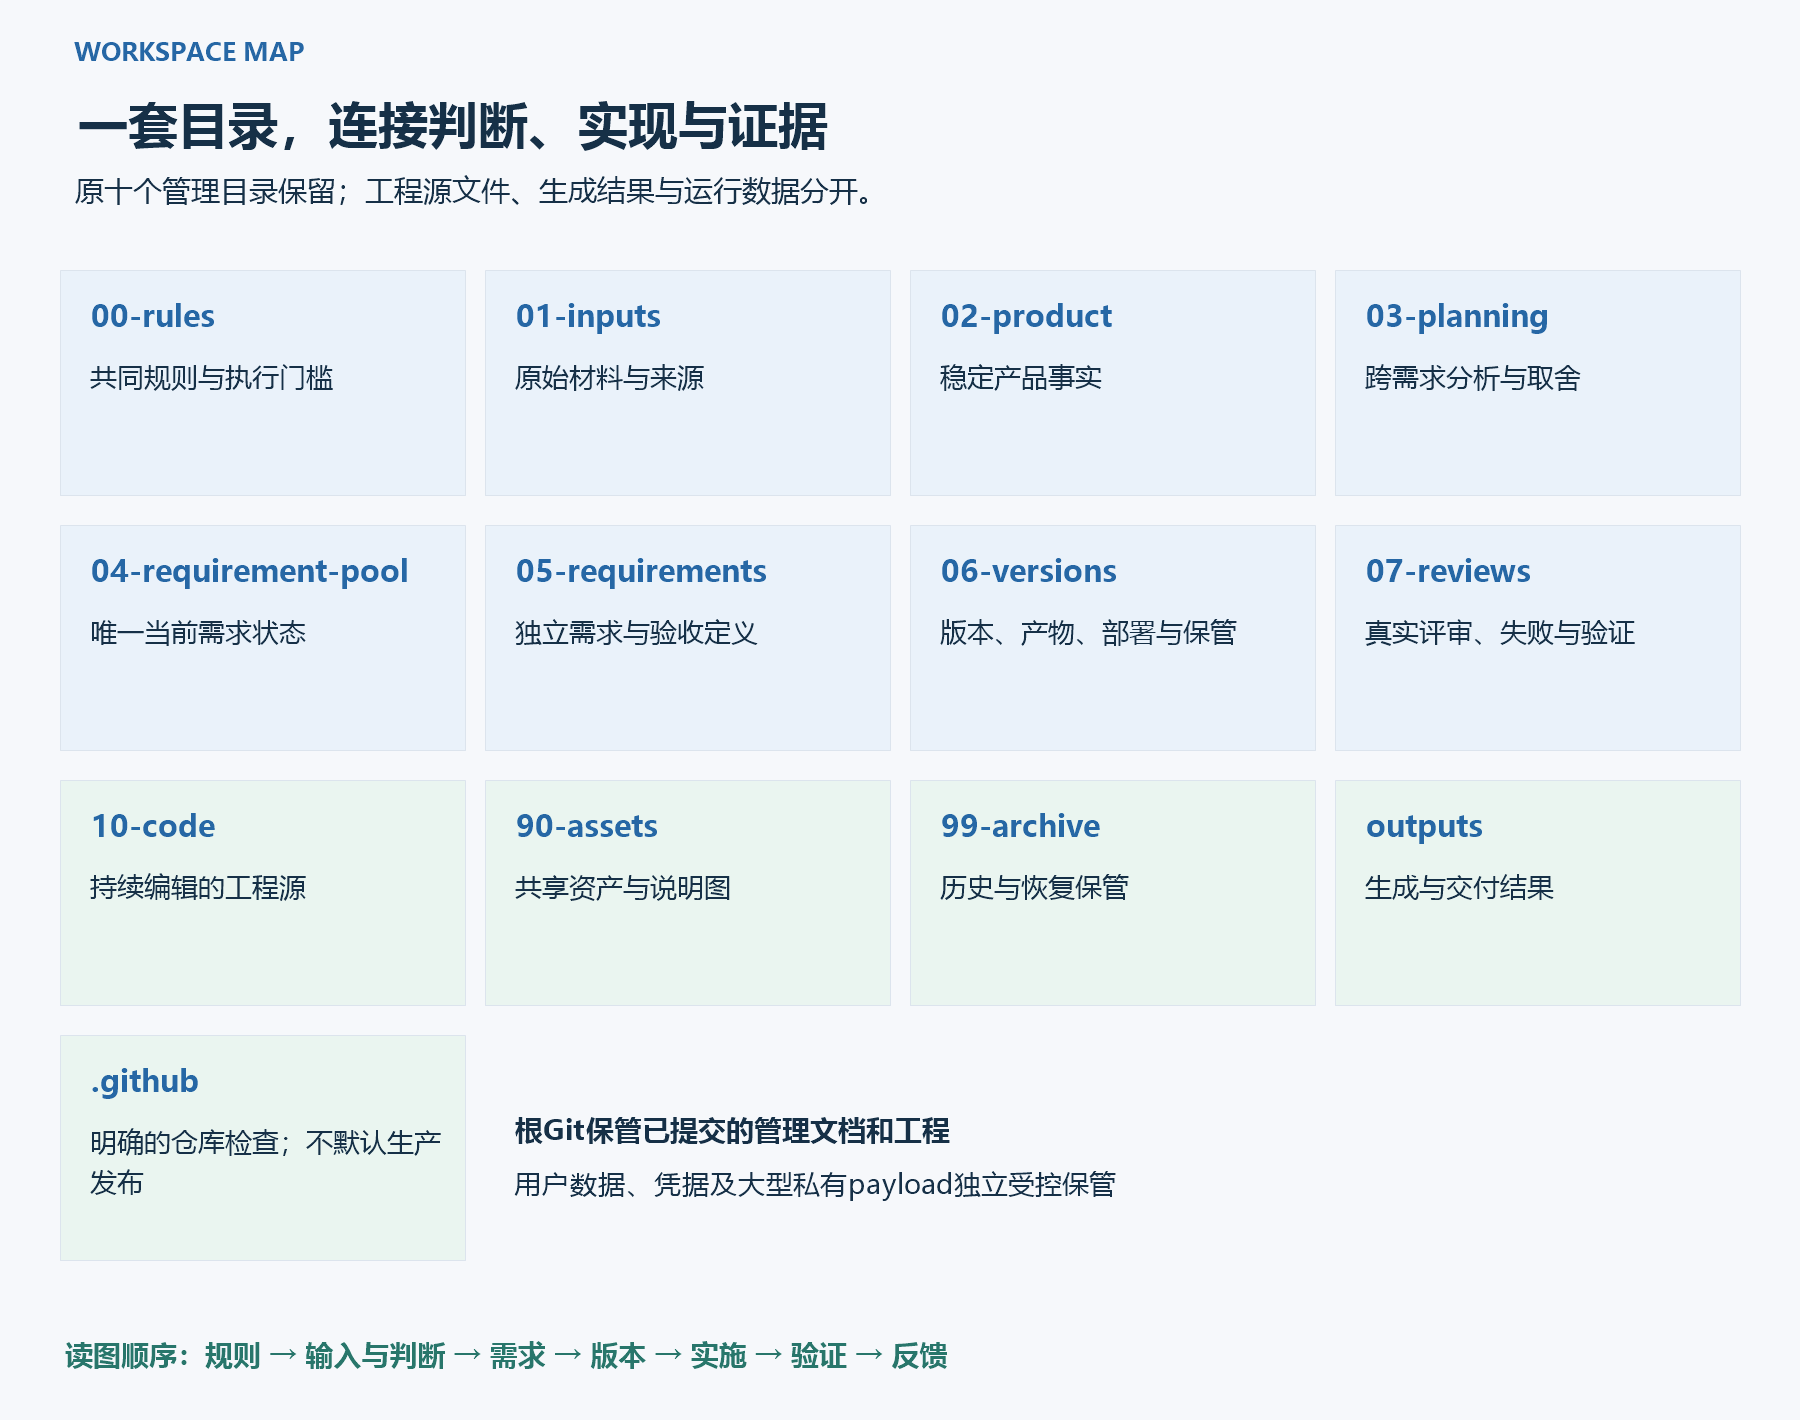 WORKSPACE MAP
一套目录，连接判断、实现与证据
原十个管理目录保留；工程源文件、生成结果与运行数据分开。
00-rules
共同规则与执行门槛
01-inputs
原始材料与来源
02-product
稳定产品事实
03-planning
跨需求分析与取舍
04-requirement-pool
唯一当前需求状态
05-requirements
独立需求与验收定义
06-versions
版本、产物、部署与保管
07-reviews
真实评审、失败与验证
10-code
持续编辑的工程源
90-assets
共享资产与说明图
99-archive
历史与恢复保管
outputs
生成与交付结果
.github
明确的仓库检查；不默认生产
发布
根Git保管已提交的管理文档和工程
用户数据、凭据及大型私有payload独立受控保管
读图顺序：规则 → 输入与判断 → 需求 → 版本 → 实施 → 验证 → 反馈